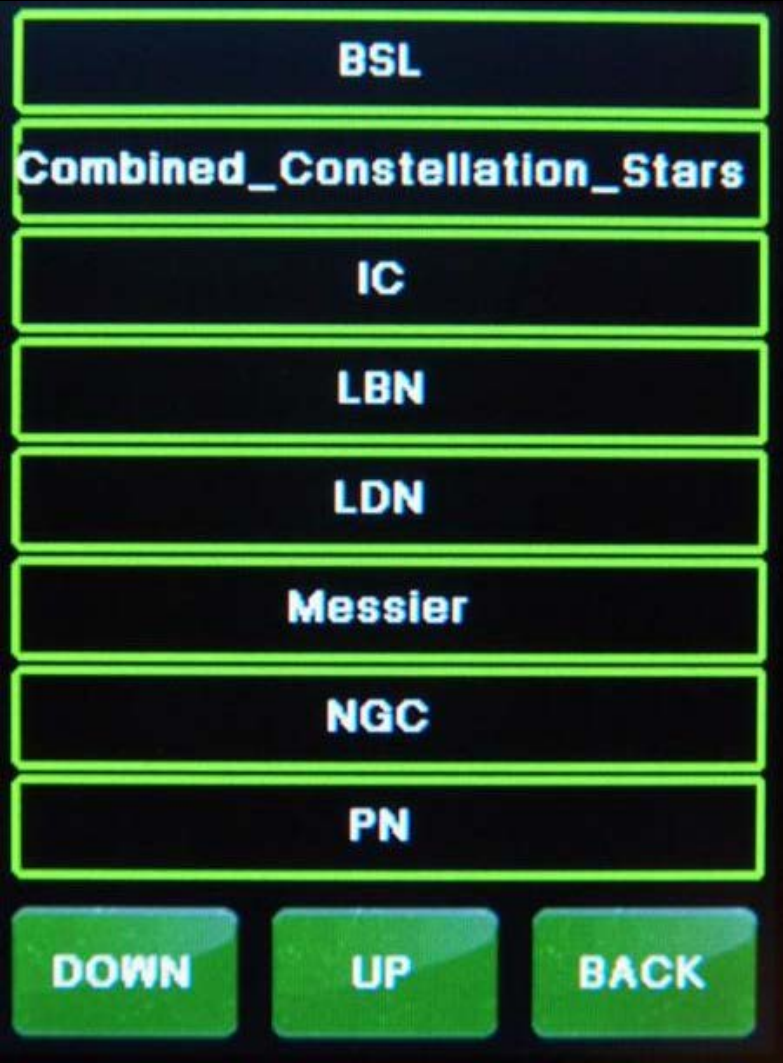 BSL
Combined_Constellation_Stars
IC
LBN
LDN
Messier
NGC
PN
DOWN UP BACK